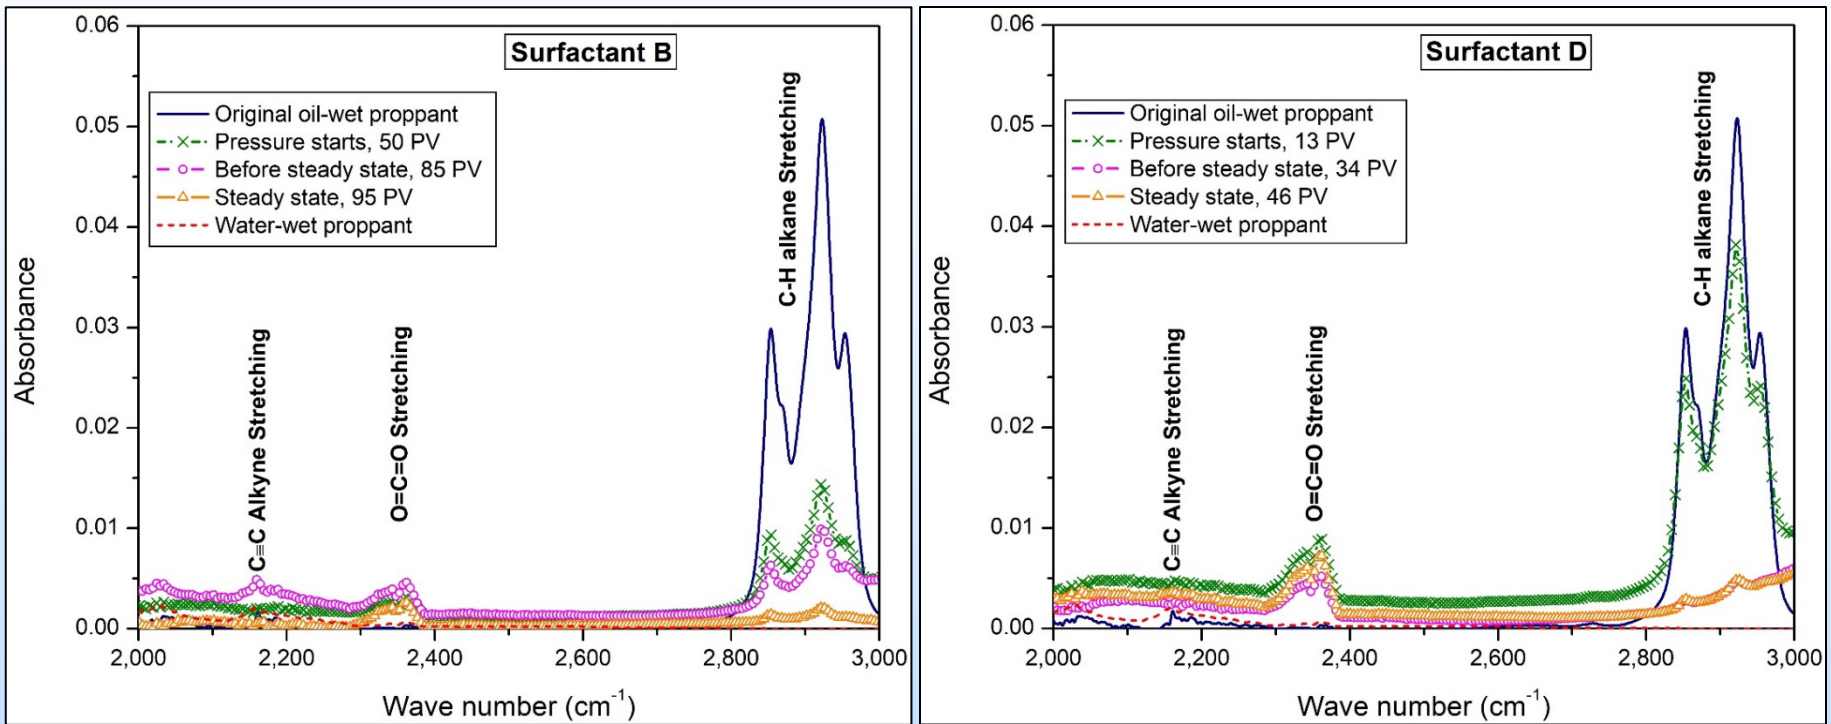 Surfactant B
Original oil-wet proppant
Pressure starts, 50 PV
Before steady state, 85 PV
Steady state, 95 PV
Water-wet proppant
C≡C Alkyne Stretching
O=C=O Stretching
C-H alkane Stretching
Absorbance
0.06
0.05
0.04
0.03
0.02
0.01
0.00
2,000
2,200
2,400
2,600
2,800
3,000
Wave number (cm⁻¹)
Surfactant D
Original oil-wet proppant
Pressure starts, 13 PV
Before steady state, 34 PV
Steady state, 46 PV
Water-wet proppant
C≡C Alkyne Stretching
O=C=O Stretching
C-H alkane Stretching
Absorbance
0.06
0.05
0.04
0.03
0.02
0.01
0.00
2,000
2,200
2,400
2,600
2,800
3,000
Wave number (cm⁻¹)